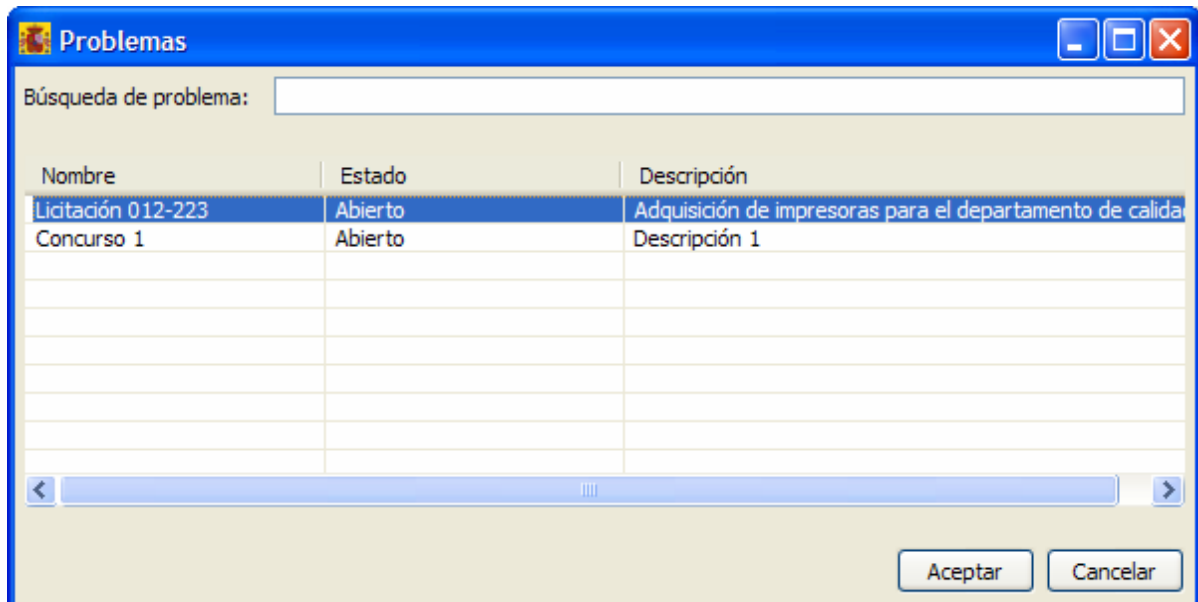 Problemas
Búsqueda de problema:
Nombre Estado Descripción
Licitación 012-223 Abierto Adquisición de impresoras para el departamento de calida
Concurso 1 Abierto Descripción 1
Aceptar Cancelar